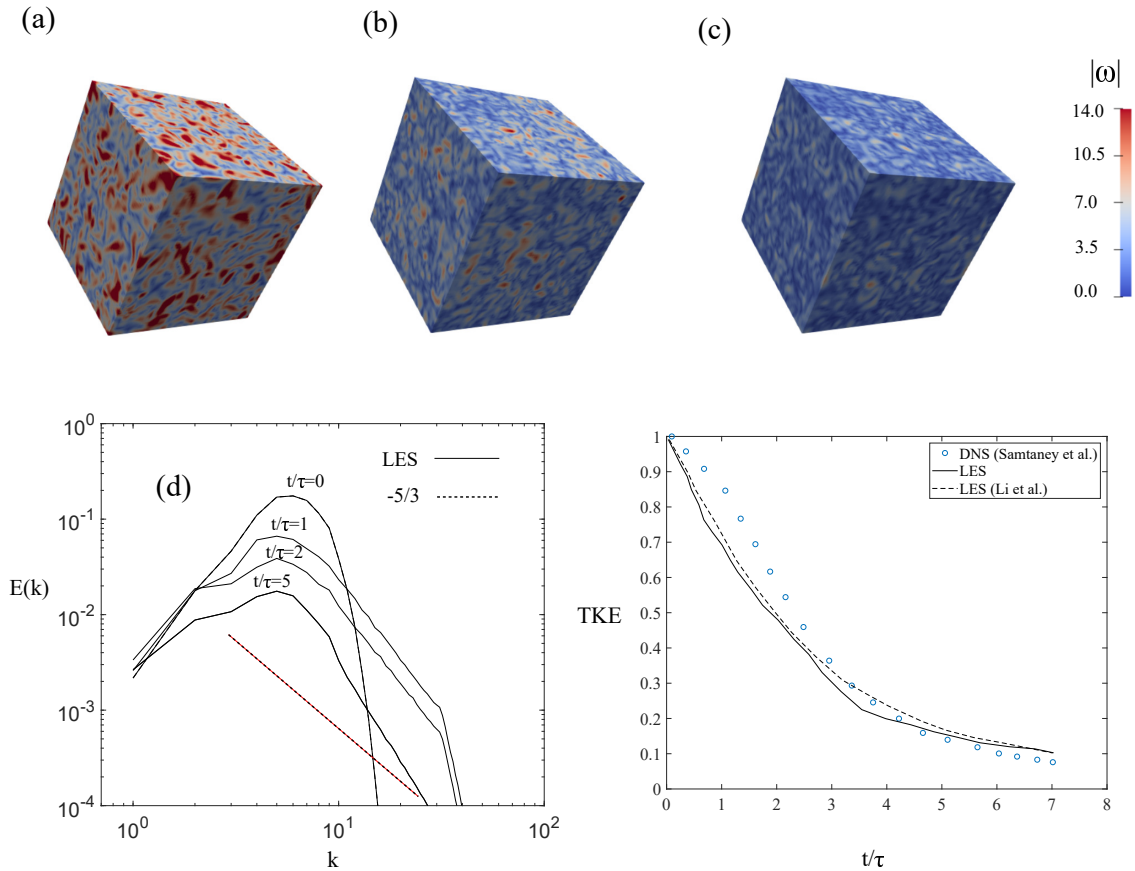 (a)
(b)
(c)
|ω|
14.0
10.5
7.0
3.5
0.0
(d)
E(k)
10^0
10^-1
10^-2
10^-3
10^-4
LES
-5/3
t/τ=0
t/τ=1
t/τ=2
t/τ=5
10^0
10^1
10^2
k
TKE
1
0.9
0.8
0.7
0.6
0.5
0.4
0.3
0.2
0.1
0
DNS (Samtaney et al.)
LES
LES (Li et al.)
0 1 2 3 4 5 6 7 8
t/τ